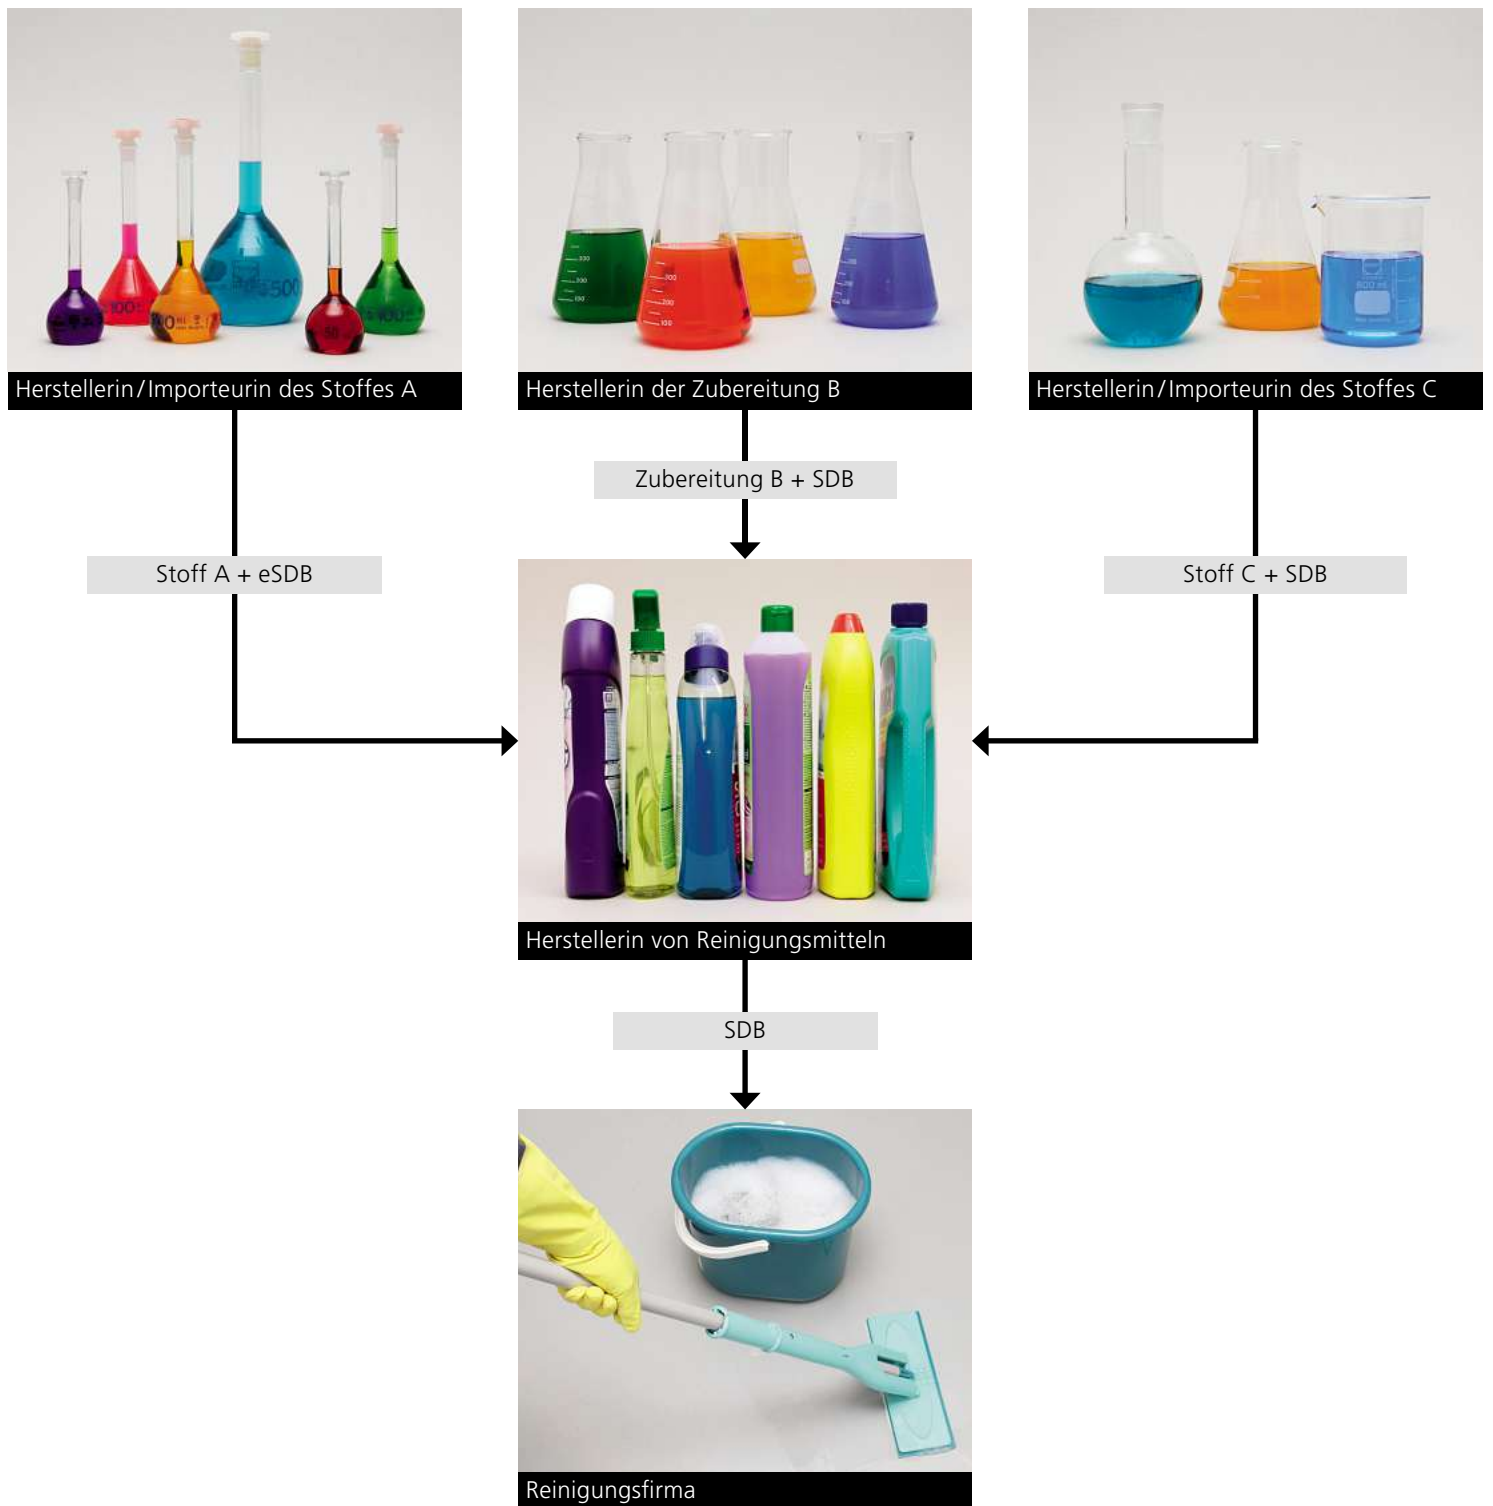 Herstellerin/Importeurin des Stoffes A
Herstellerin der Zubereitung B
Herstellerin/Importeurin des Stoffes C
Zubereitung B + SDB
Stoff A + eSDB
Stoff C + SDB
Herstellerin von Reinigungsmitteln
SDB
Reinigungsfirma